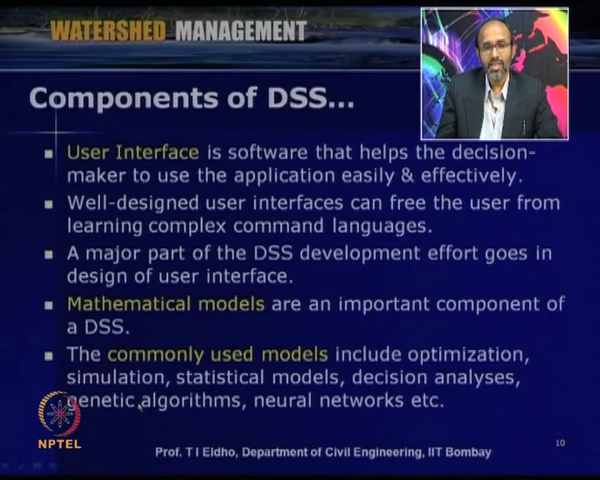 WATERSHED MANAGEMENT
Components of DSS...
User Interface is software that helps the decision-
maker to use the application easily & effectively.
Well-designed user interfaces can free the user from
learning complex command languages.
A major part of the DSS development effort goes in
design of user interface.
Mathematical models are an important component of
a DSS.
The commonly used models include optimization,
simulation, statistical models, decision analyses,
genetic algorithms, neural networks etc.
NPTEL
Prof. T I Eldho, Department of Civil Engineering, IIT Bombay
10